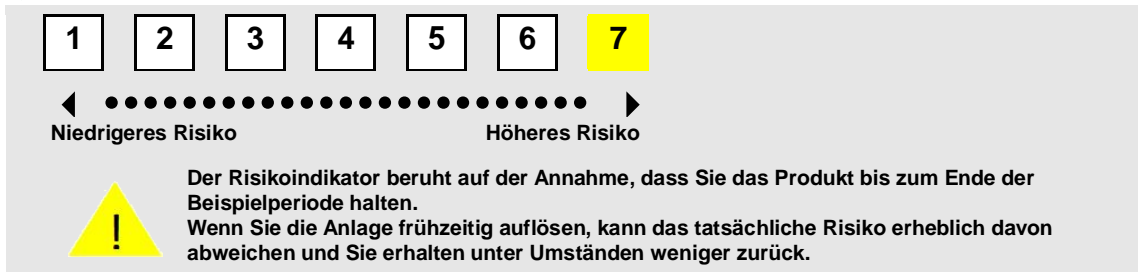 1 2 3 4 5 6 7
Niedrigeres Risiko Höheres Risiko
Der Risikoindikator beruht auf der Annahme, dass Sie das Produkt bis zum Ende der
Beispielperiode halten.
Wenn Sie die Anlage frühzeitig auflösen, kann das tatsächliche Risiko erheblich davon
abweichen und Sie erhalten unter Umständen weniger zurück.
!